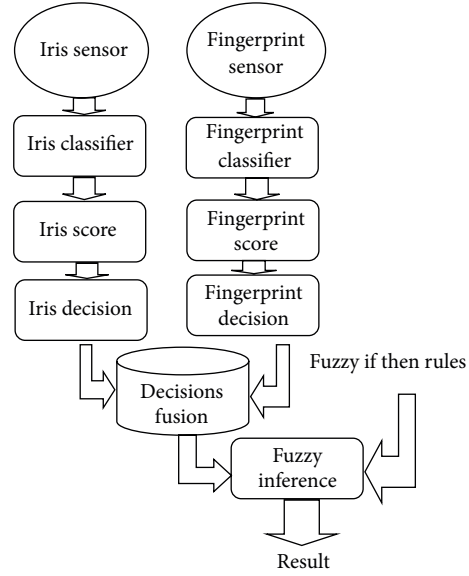 Iris sensor
Fingerprint
sensor
Iris classifier
Fingerprint
classifier
Iris score
Fingerprint
score
Iris decision
Fingerprint
decision
Fuzzy if then rules
Decisions
fusion
Fuzzy
inference
Result